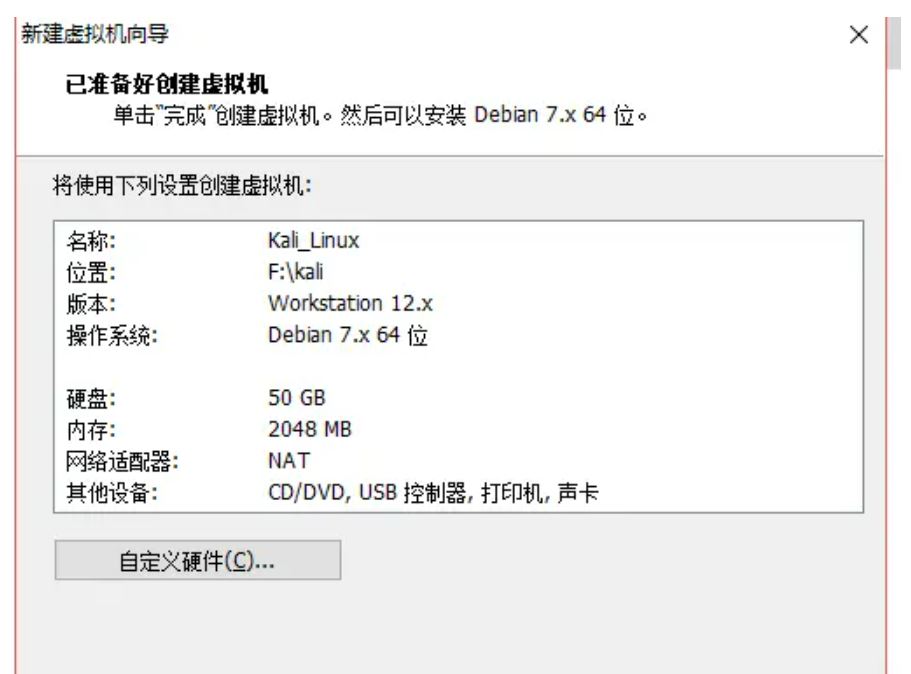 新建虚拟机向导
已准备好创建虚拟机
单击"完成"创建虚拟机。然后可以安装 Debian 7.x 64 位。
将使用下列设置创建虚拟机:
名称: Kali_Linux
位置: F:\kali
版本: Workstation 12.x
操作系统: Debian 7.x 64 位
硬盘: 50 GB
内存: 2048 MB
网络适配器: NAT
其他设备: CD/DVD, USB 控制器, 打印机, 声卡
自定义硬件(C)...